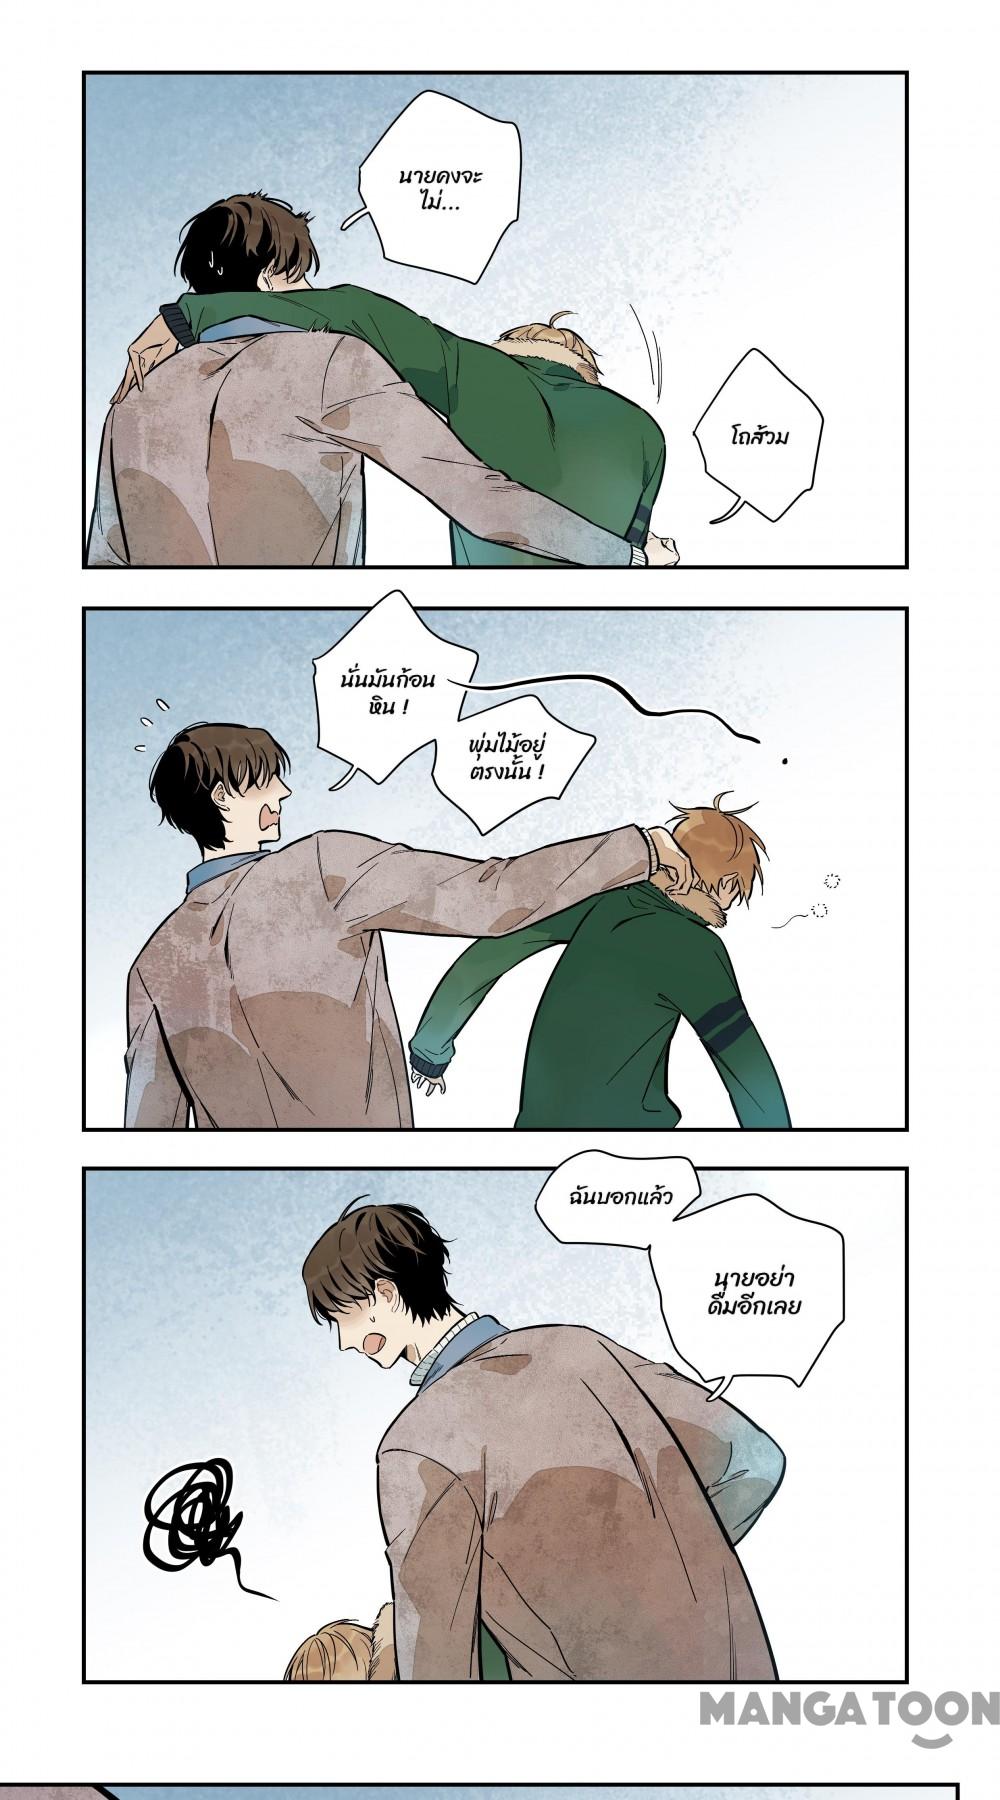 นายคงจะ
ไม่...
โถส้วม
นั่นมันก้อน
หิน !
พุ่มไม้อยู่
ตรงนั้น !
ฉันบอกแล้ว
นายอย่า
ดื่มอีกเลย
MANGATOON